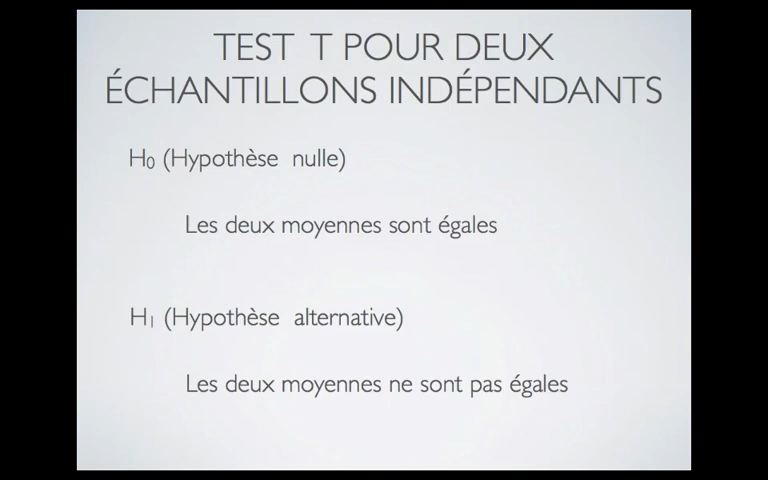 TEST T POUR DEUX
ÉCHANTILLONS INDÉPENDANTS
H₀ (Hypothèse nulle)
Les deux moyennes sont égales
H₁ (Hypothèse alternative)
Les deux moyennes ne sont pas égales